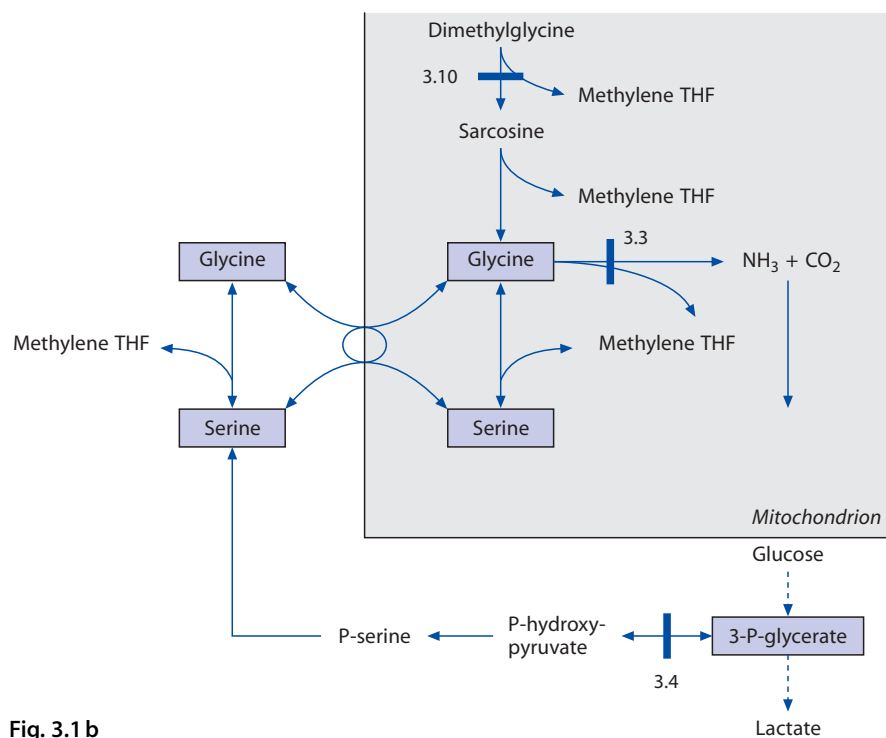 Dimethylglycine
3.10
Methylene THF
Sarcosine
Methylene THF
3.3
Glycine
Glycine
NH3 + CO2
Methylene THF
Methylene THF
Serine
Serine
Mitochondrion
Glucose
P-serine
P-hydroxy-
pyruvate
3-P-glycerate
3.4
Lactate
Fig. 3.1 b